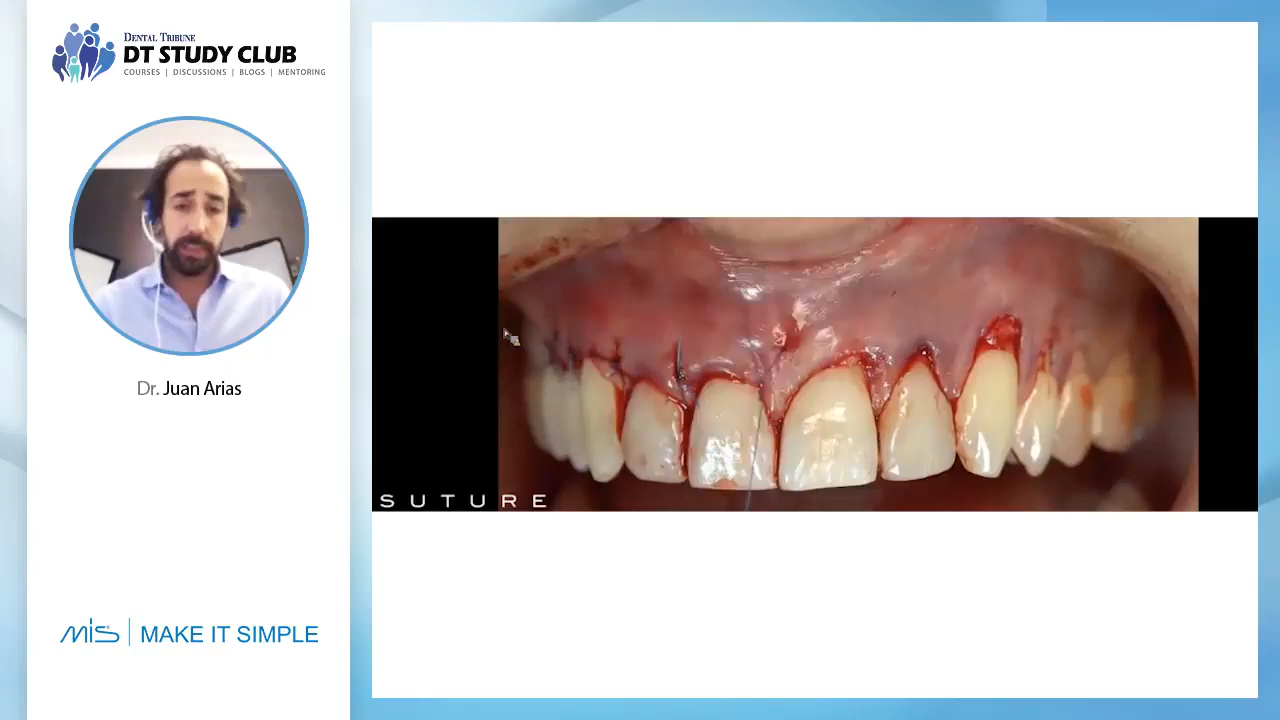 DENTAL TRIBUNE
DT STUDY CLUB
COURSES | DISCUSSIONS | BLOGS | MENTORING
Dr. Juan Arias
mis | MAKE IT SIMPLE
SUTURE